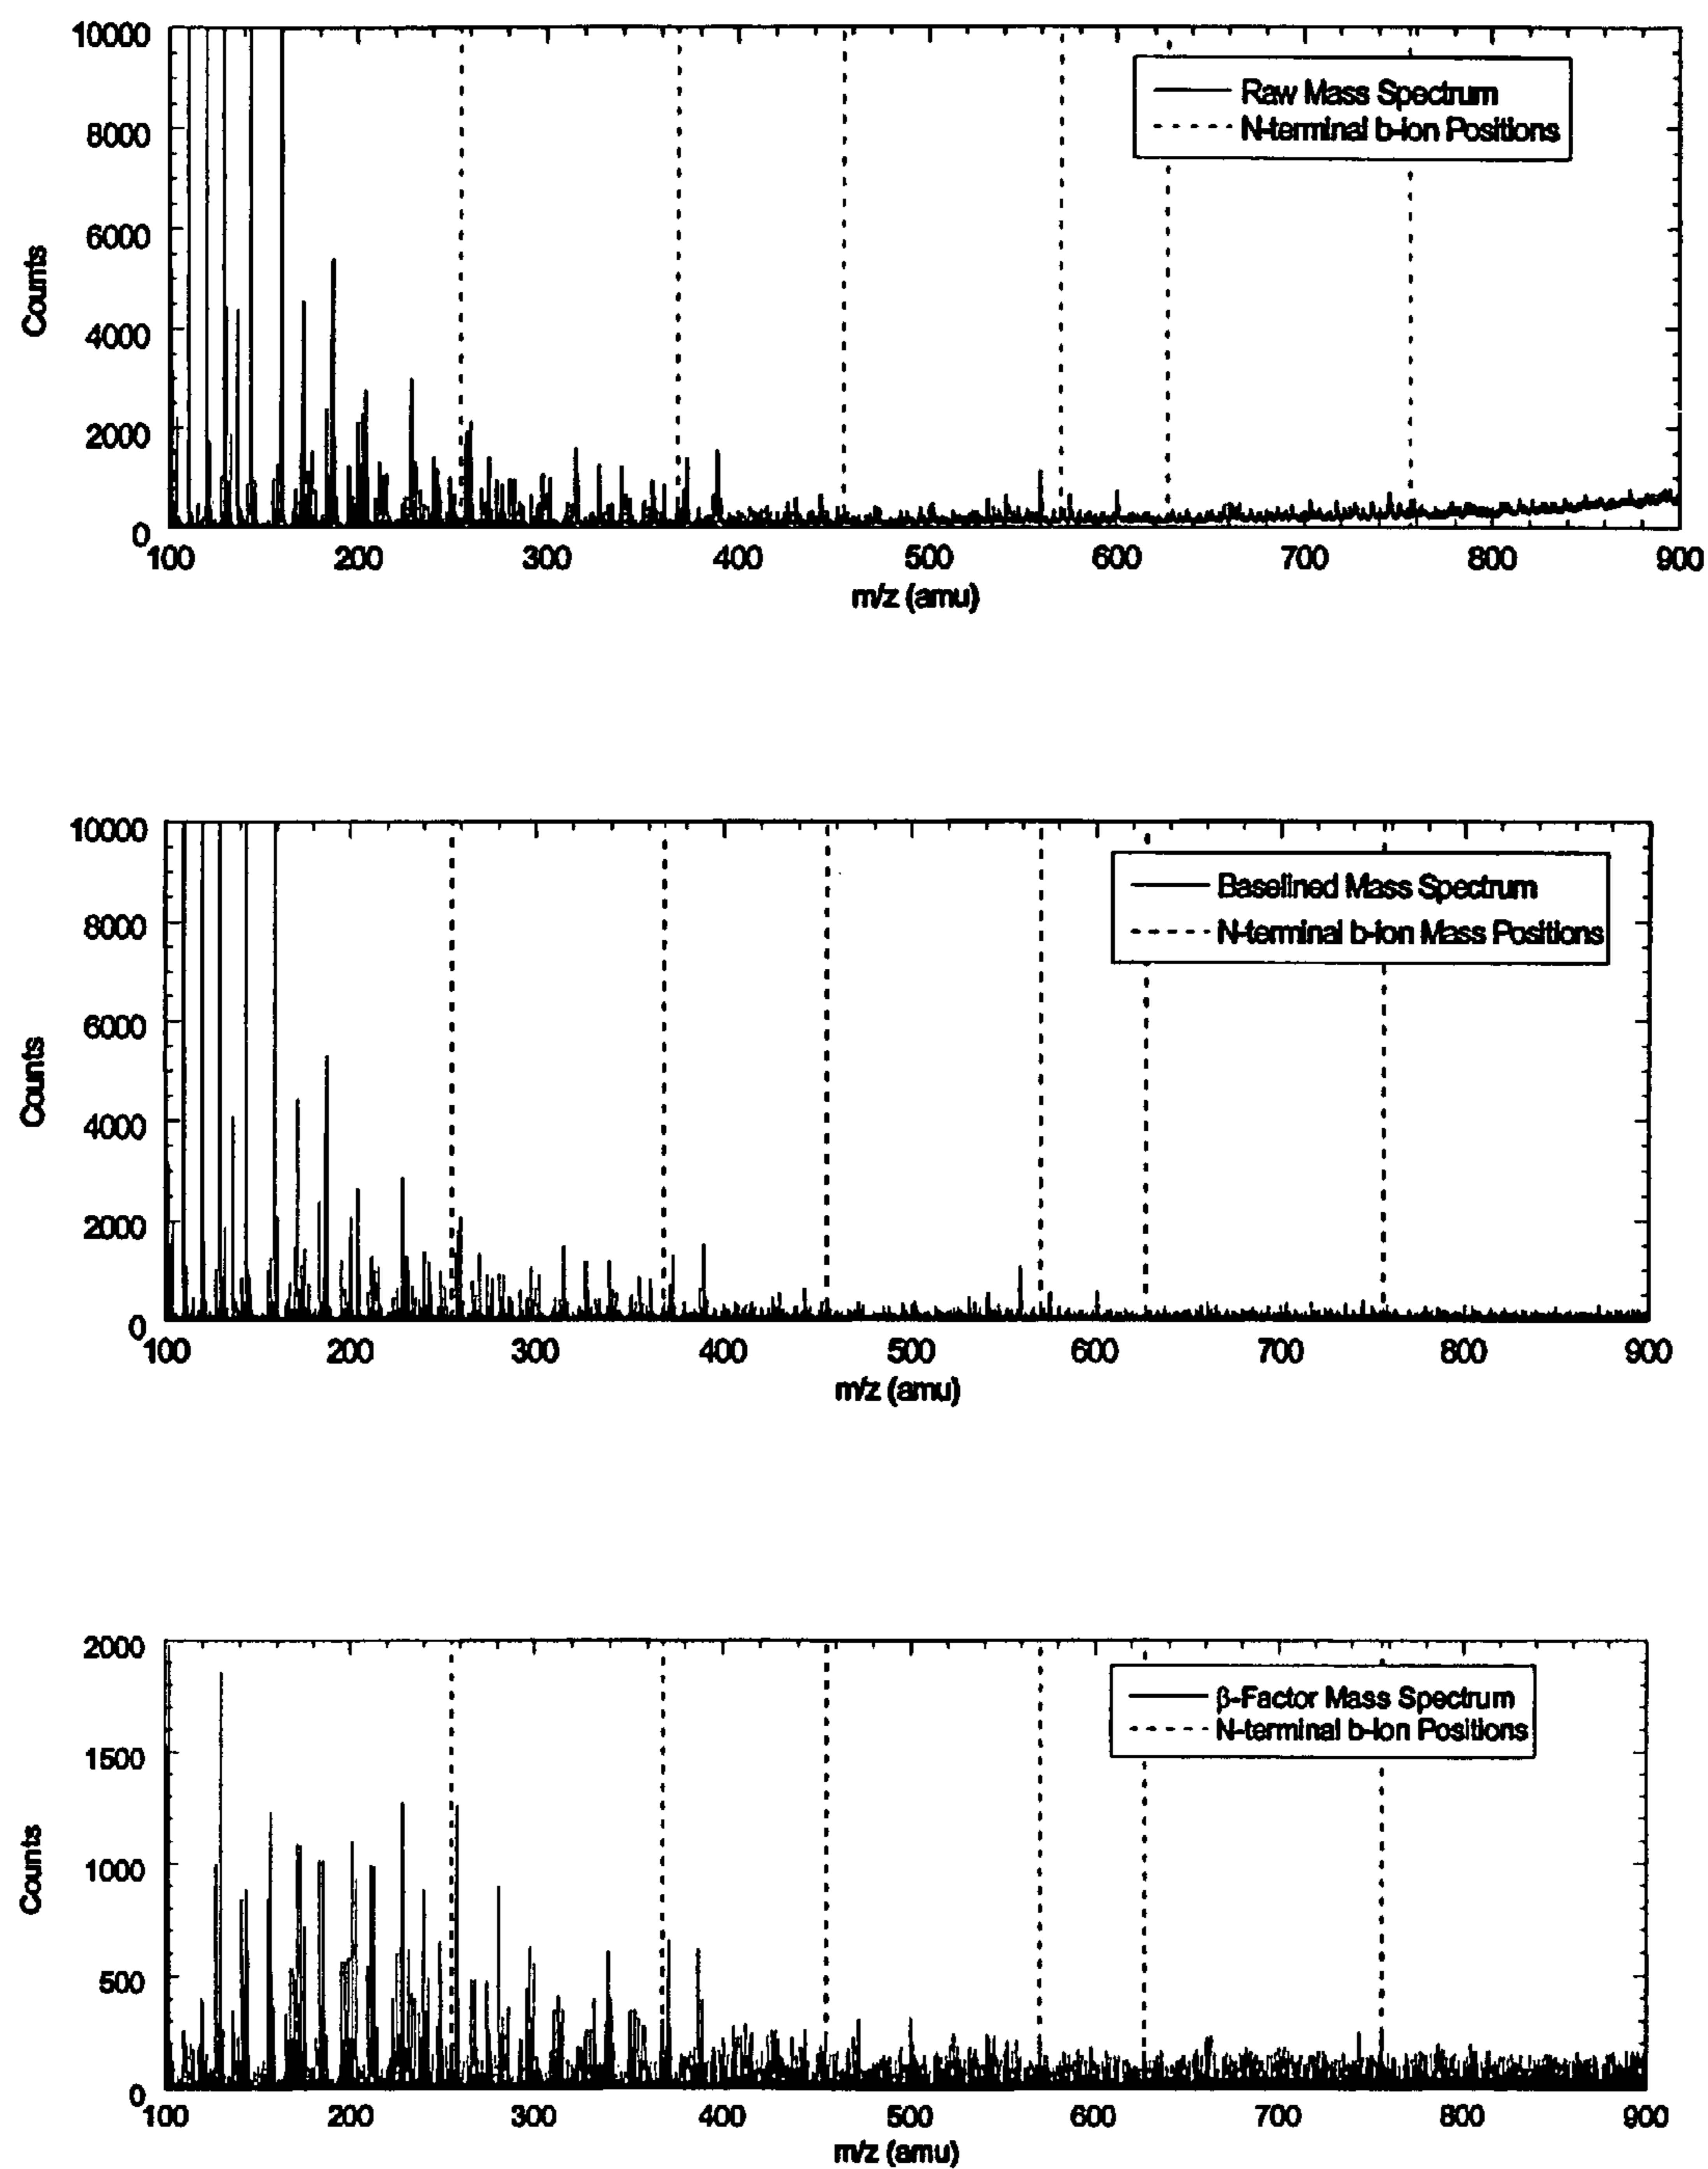 10000
8000
6000
4000
2000
0
Counts
Raw Mass Spectrum
N-terminal b-ion Positions
100 200 300 400 500 600 700 800 900
m/z (amu)
10000
8000
6000
4000
2000
0
Counts
Baselined Mass Spectrum
N-terminal b-ion Mass Positions
100 200 300 400 500 600 700 800 900
m/z (amu)
2000
1500
1000
500
0
Counts
β-Factor Mass Spectrum
N-terminal b-ion Positions
100 200 300 400 500 600 700 800 900
m/z (amu)